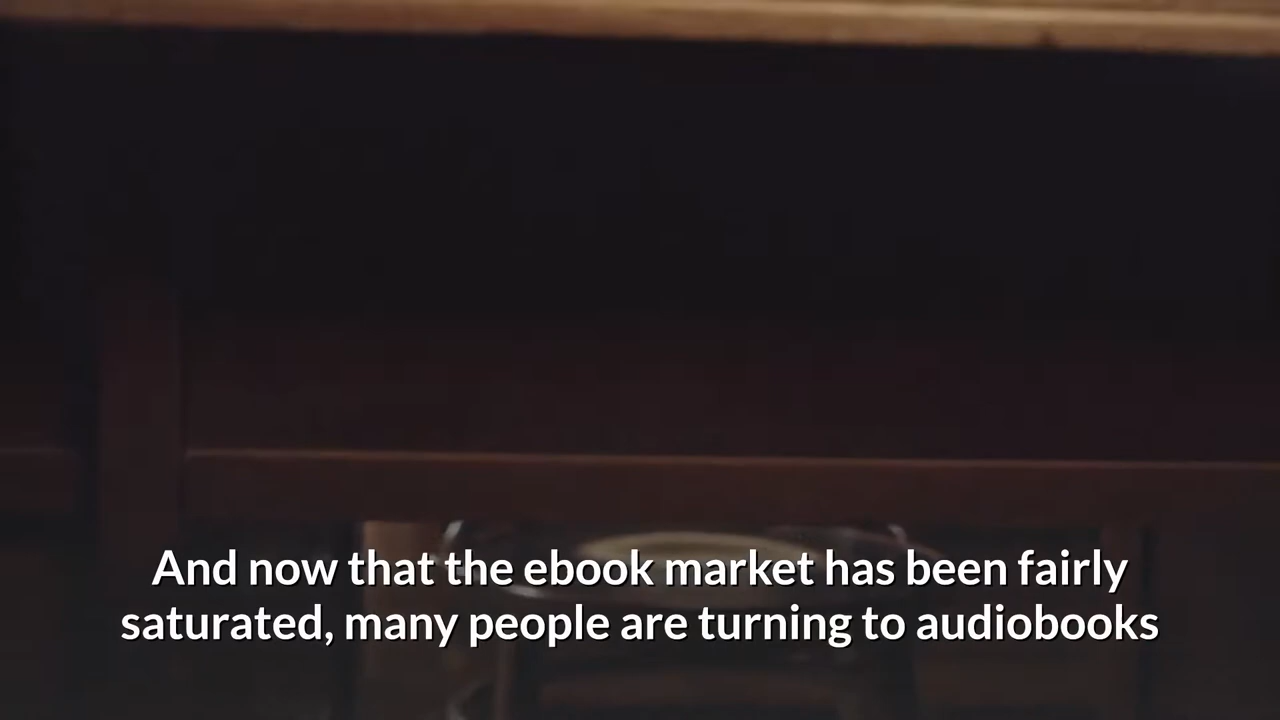 And now that the ebook market has been fairly
saturated, many people are turning to audiobooks